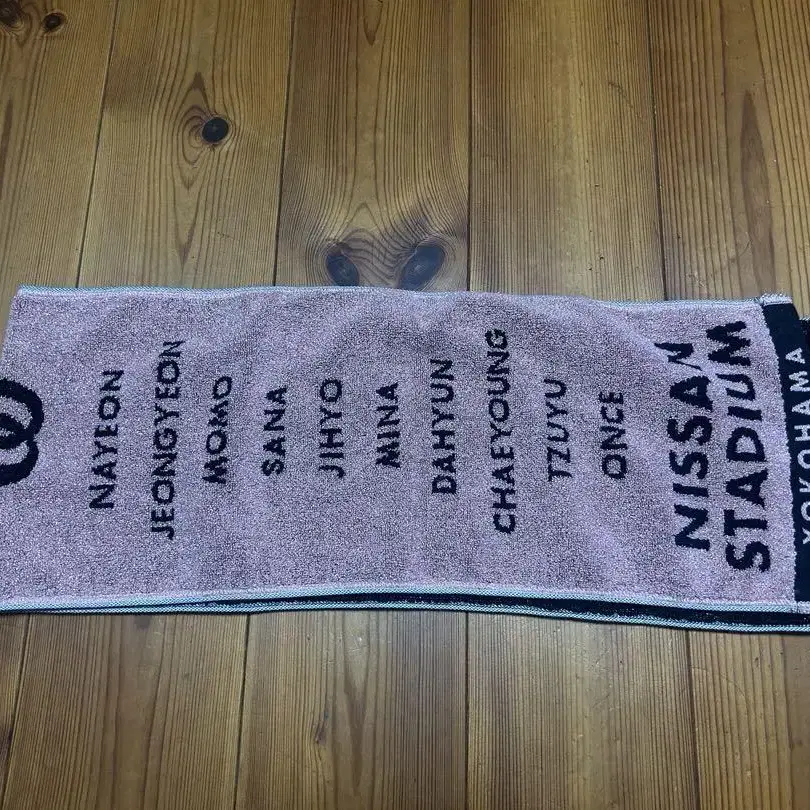 NAYEON
JEONGYEON
MOMO
SANA
JIHYO
MINA
DAHYUN
CHAEYOUNG
TZUYU
ONCE
NISSAN
STADIUM
YOKOHAMA